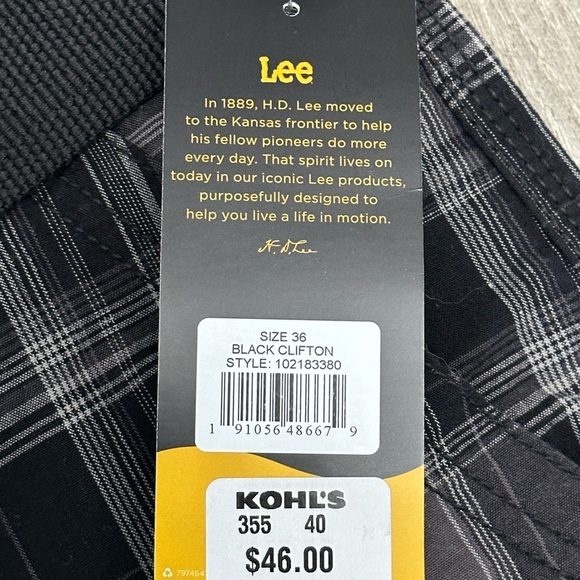 Lee
In 1889, H.D. Lee moved
to the Kansas frontier to help
his fellow pioneers do more
every day. That spirit lives on
today in our iconic Lee products,
purposefully designed to
help you live a life in motion.
H. D. Lee
SIZE 36
BLACK CLIFTON
STYLE: 102183380
1 91056 48667 9
KOHL'S
355 40
$46.00